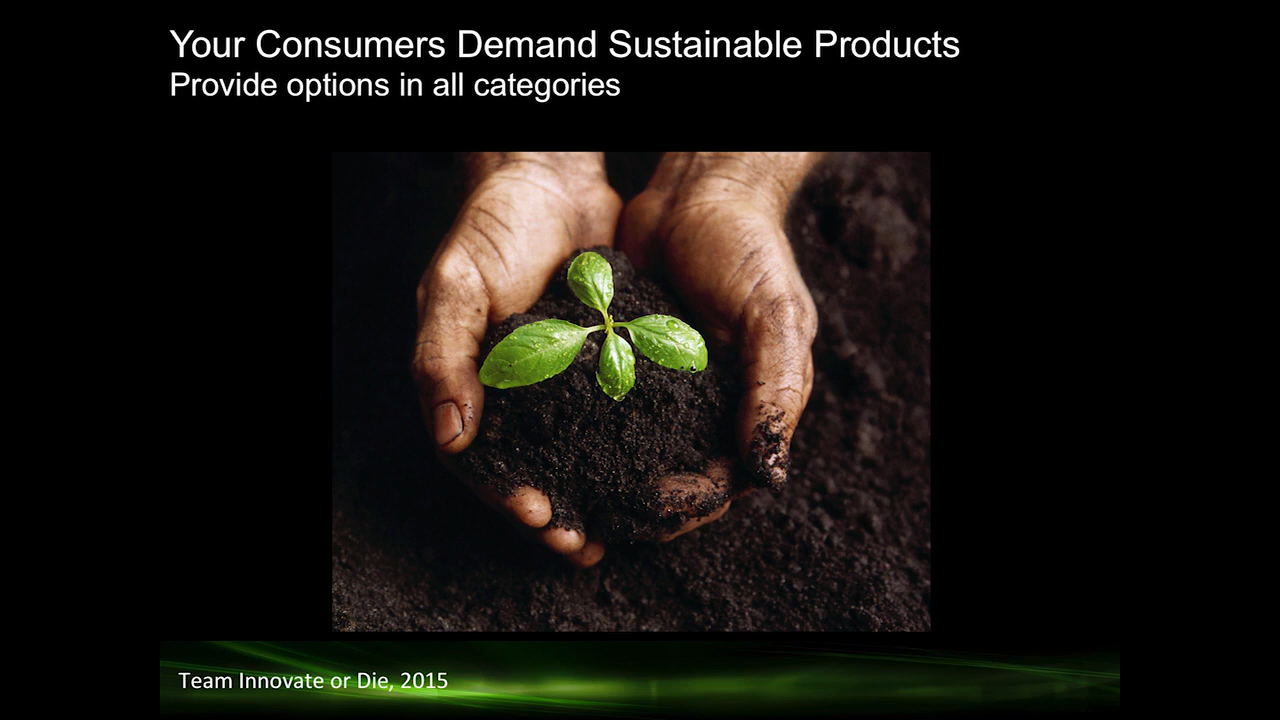 Your Consumers Demand Sustainable Products
Provide options in all categories
Team Innovate or Die, 2015